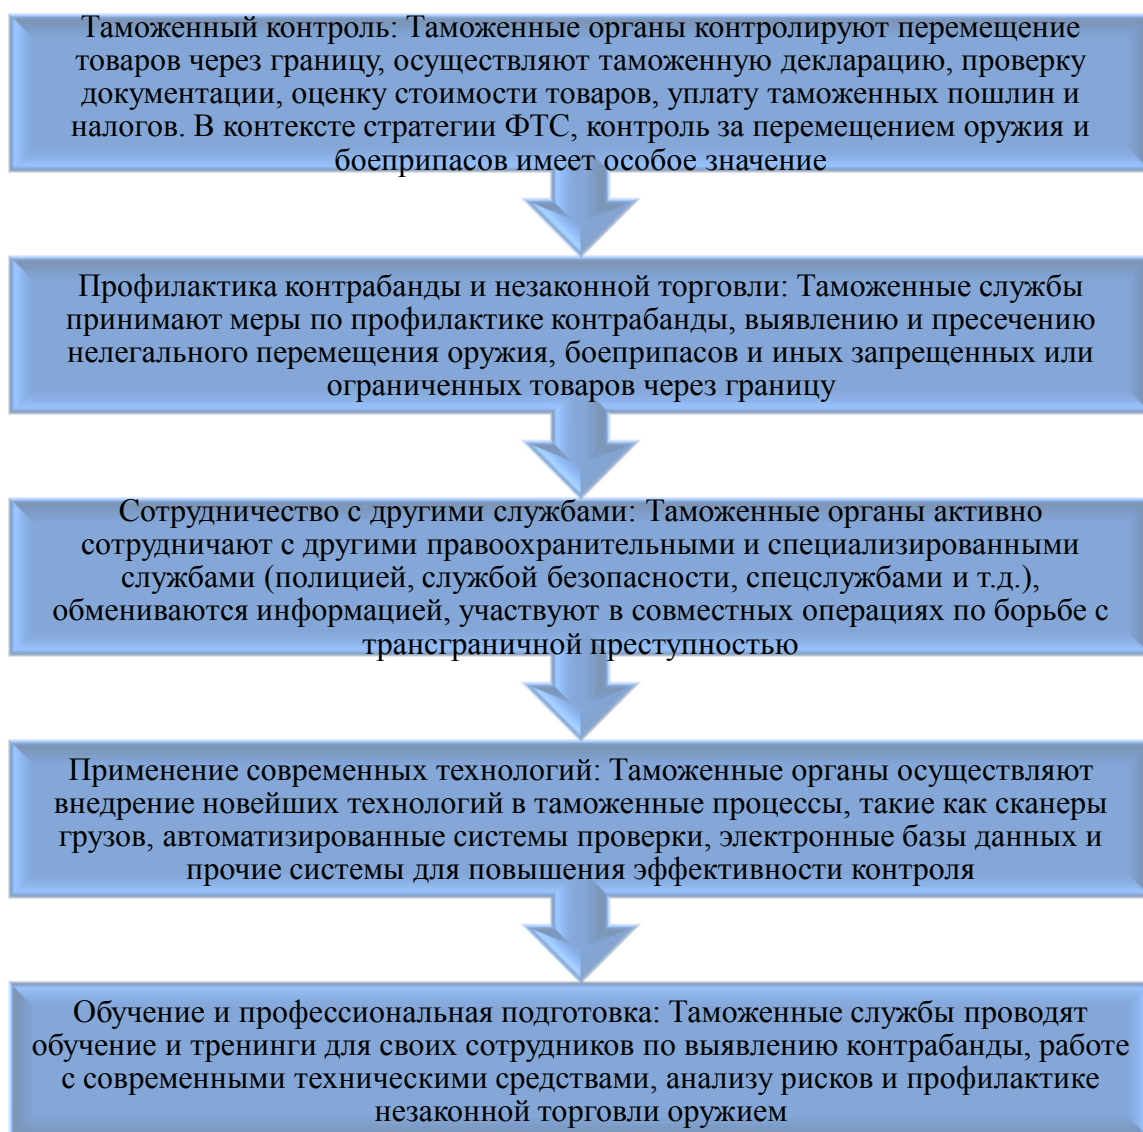 Таможенный контроль: Таможенные органы контролируют перемещение
товаров через границу, осуществляют таможенную декларацию, проверку
документации, оценку стоимости товаров, уплату таможенных пошлин и
налогов. В контексте стратегии ФТС, контроль за перемещением оружия и
боеприпасов имеет особое значение
Профилактика контрабанды и незаконной торговли: Таможенные службы
принимают меры по профилактике контрабанды, выявлению и пресечению
нелегального перемещения оружия, боеприпасов и иных запрещенных или
ограниченных товаров через границу
Сотрудничество с другими службами: Таможенные органы активно
сотрудничают с другими правоохранительными и специализированными
службами (полицией, службой безопасности, спецслужбами и т.д.),
обмениваются информацией, участвуют в совместных операциях по борьбе с
трансграничной преступностью
Применение современных технологий: Таможенные органы осуществляют
внедрение новейших технологий в таможенные процессы, такие как сканеры
грузов, автоматизированные системы проверки, электронные базы данных и
прочие системы для повышения эффективности контроля
Обучение и профессиональная подготовка: Таможенные службы проводят
обучение и тренинги для своих сотрудников по выявлению контрабанды, работе
с современными техническими средствами, анализу рисков и профилактике
незаконной торговли оружием